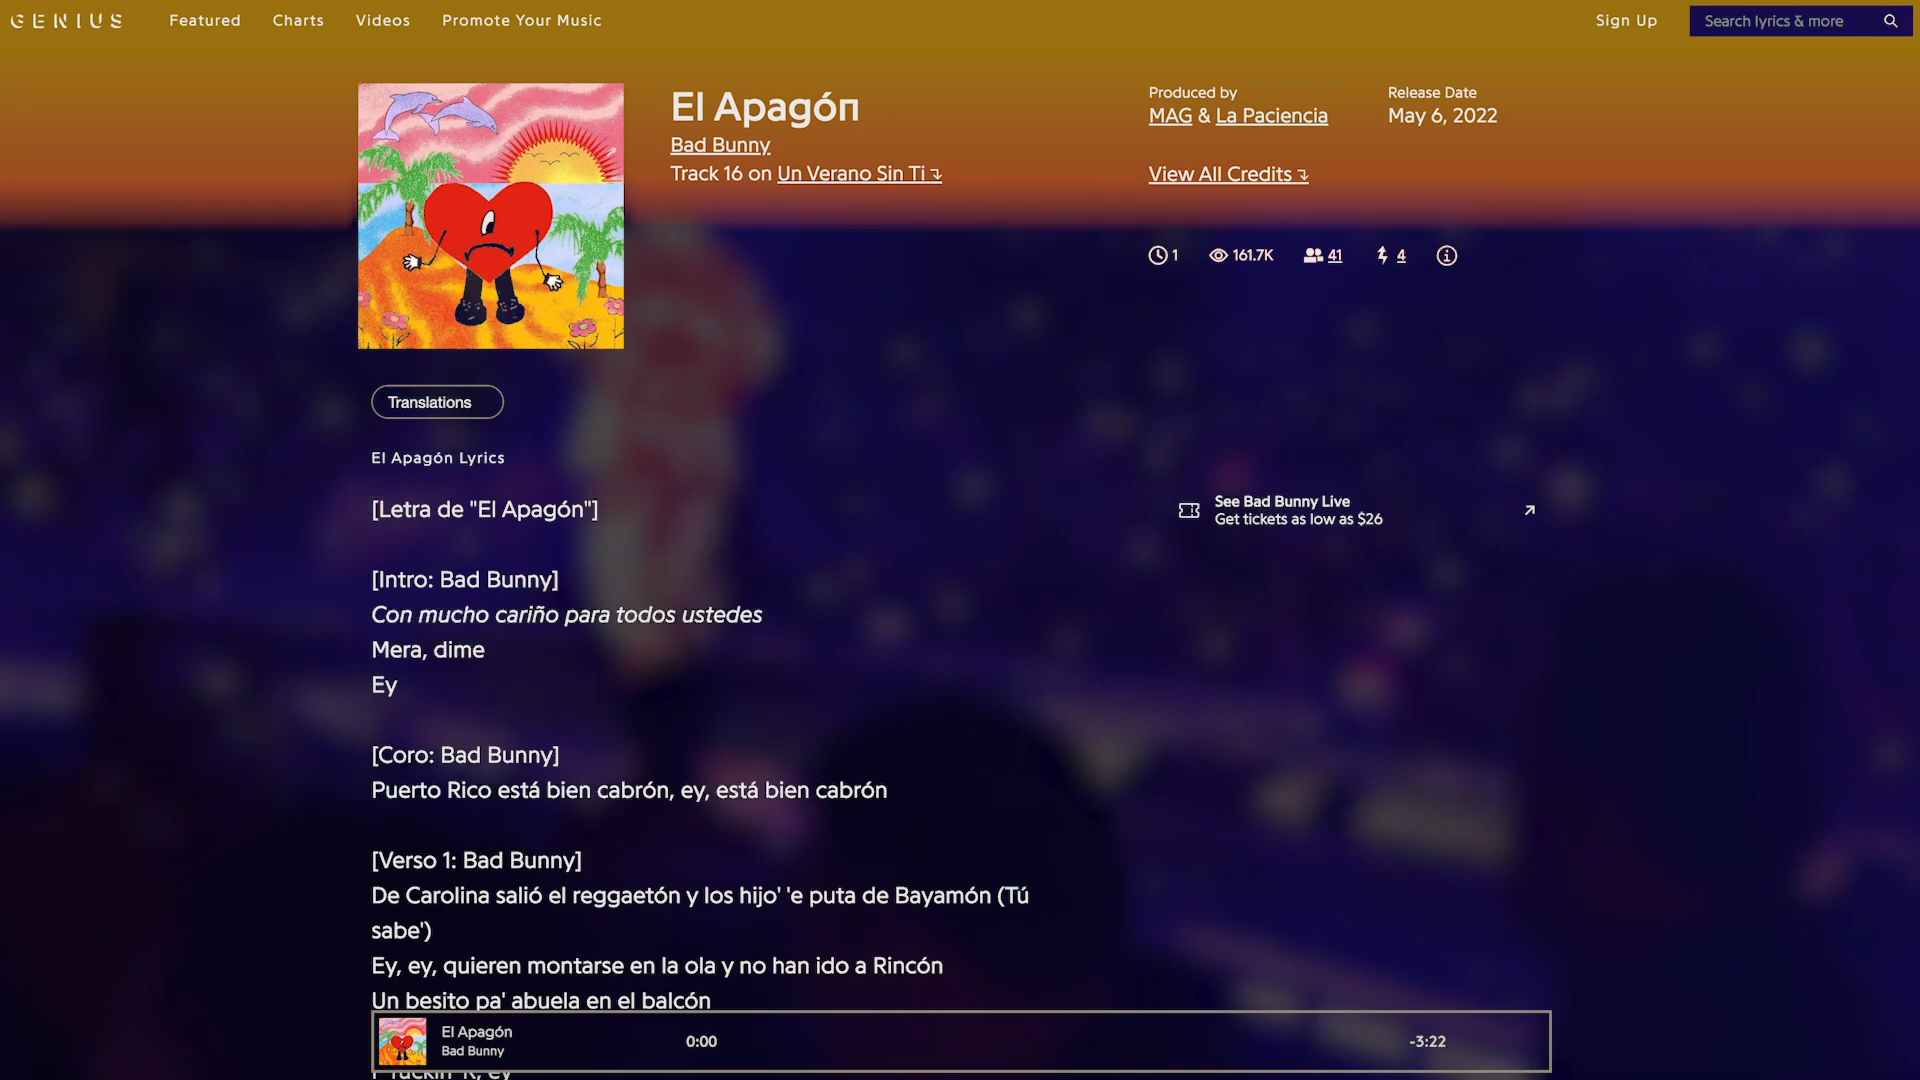 GENIUS
Featured
Charts
Videos
Promote Your Music
Sign Up
Search lyrics & more
El Apagón
Bad Bunny
Track 16 on Un Verano Sin Ti
Produced by
MAG & La Paciencia
Release Date
May 6, 2022
View All Credits
1
161.7K
41
4
Translations
El Apagón Lyrics
[Letra de "El Apagón"]
See Bad Bunny Live
Get tickets as low as $26
[Intro: Bad Bunny]
Con mucho cariño para todos ustedes
Mera, dime
Ey
[Coro: Bad Bunny]
Puerto Rico está bien cabrón, ey, está bien cabrón
[Verso 1: Bad Bunny]
De Carolina salió el reggaetón y los hijo' 'e puta de Bayamón (Tú
sabe')
Ey, ey, quieren montarse en la ola y no han ido a Rincón
Un besito pa' abuela en el balcón
El Apagón
Bad Bunny
0:00
-3:22